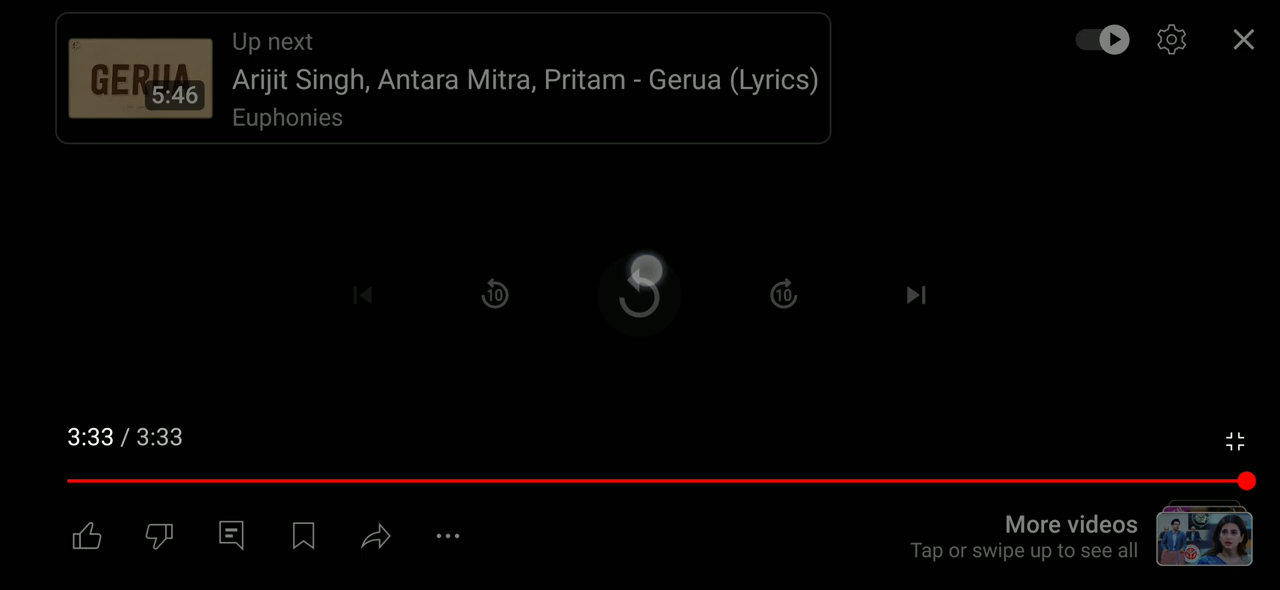 Up next
GERUA
5:46
Arijit Singh, Antara Mitra, Pritam - Gerua (Lyrics)
Euphonies
10
10
3:33 / 3:33
More videos
Tap or swipe up to see all